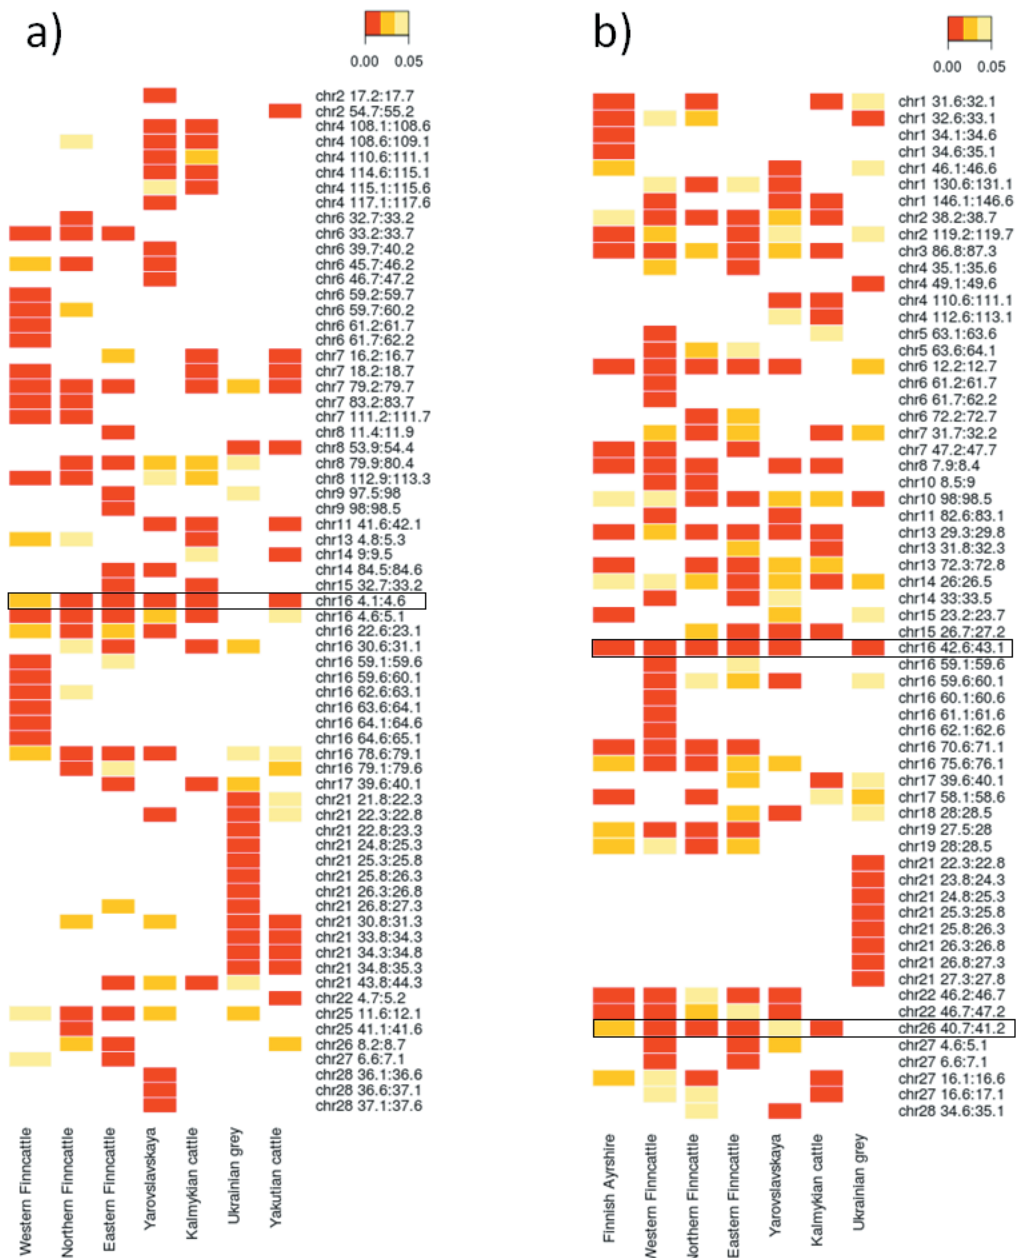 a)
0.00 0.05
chr2 17.2:17.7
chr2 54.7:55.2
chr4 108.1:108.6
chr4 108.6:109.1
chr4 110.6:111.1
chr4 114.6:115.1
chr4 115.1:115.6
chr4 117.1:117.6
chr6 32.7:33.2
chr6 33.2:33.7
chr6 39.7:40.2
chr6 45.7:46.2
chr6 46.7:47.2
chr6 59.2:59.7
chr6 59.7:60.2
chr6 61.2:61.7
chr6 61.7:62.2
chr7 16.2:16.7
chr7 18.2:18.7
chr7 79.2:79.7
chr7 83.2:83.7
chr7 111.2:111.7
chr8 11.4:11.9
chr8 53.9:54.4
chr8 79.9:80.4
chr8 112.9:113.3
chr9 97.5:98
chr9 98:98.5
chr11 41.6:42.1
chr13 4.8:5.3
chr14 9:9.5
chr14 84.5:84.6
chr15 32.7:33.2
chr16 4.1:4.6
chr16 4.6:5.1
chr16 22.6:23.1
chr16 30.6:31.1
chr16 59.1:59.6
chr16 59.6:60.1
chr16 62.6:63.1
chr16 63.6:64.1
chr16 64.1:64.6
chr16 64.6:65.1
chr16 78.6:79.1
chr16 79.1:79.6
chr17 39.6:40.1
chr21 21.8:22.3
chr21 22.3:22.8
chr21 22.8:23.3
chr21 24.8:25.3
chr21 25.3:25.8
chr21 25.8:26.3
chr21 26.3:26.8
chr21 26.8:27.3
chr21 30.8:31.3
chr21 33.8:34.3
chr21 34.3:34.8
chr21 34.8:35.3
chr21 43.8:44.3
chr22 4.7:5.2
chr25 11.6:12.1
chr25 41.1:41.6
chr26 8.2:8.7
chr27 6.6:7.1
chr28 36.1:36.6
chr28 36.6:37.1
chr28 37.1:37.6
Western Finncattle
Northern Finncattle
Eastern Finncattle
Yarovslavskaya
Kalmykian cattle
Ukrainian grey
Yakutian cattle
b)
0.00 0.05
chr1 31.6:32.1
chr1 32.6:33.1
chr1 34.1:34.6
chr1 34.6:35.1
chr1 46.1:46.6
chr1 130.6:131.1
chr1 146.1:146.6
chr2 38.2:38.7
chr2 119.2:119.7
chr3 86.8:87.3
chr4 35.1:35.6
chr4 49.1:49.6
chr4 110.6:111.1
chr4 112.6:113.1
chr5 63.1:63.6
chr5 63.6:64.1
chr6 12.2:12.7
chr6 61.2:61.7
chr6 61.7:62.2
chr6 72.2:72.7
chr7 31.7:32.2
chr7 47.2:47.7
chr8 7.9:8.4
chr10 8.5:9
chr10 98:98.5
chr11 82.6:83.1
chr13 29.3:29.8
chr13 31.8:32.3
chr13 72.3:72.8
chr14 26:26.5
chr14 33:33.5
chr15 23.2:23.7
chr15 26.7:27.2
chr16 42.6:43.1
chr16 59.1:59.6
chr16 59.6:60.1
chr16 60.1:60.6
chr16 61.1:61.6
chr16 62.1:62.6
chr16 70.6:71.1
chr16 75.6:76.1
chr17 39.6:40.1
chr17 58.1:58.6
chr18 28:28.5
chr19 27.5:28
chr19 28:28.5
chr21 22.3:22.8
chr21 23.8:24.3
chr21 24.8:25.3
chr21 25.3:25.8
chr21 25.8:26.3
chr21 26.3:26.8
chr21 26.8:27.3
chr21 27.3:27.8
chr22 46.2:46.7
chr22 46.7:47.2
chr26 40.7:41.2
chr27 4.6:5.1
chr27 6.6:7.1
chr27 16.1:16.6
chr27 16.6:17.1
chr28 34.6:35.1
Finnish Ayrshire
Western Finncattle
Northern Finncattle
Eastern Finncattle
Yarovslavskaya
Kalmykian cattle
Ukrainian grey